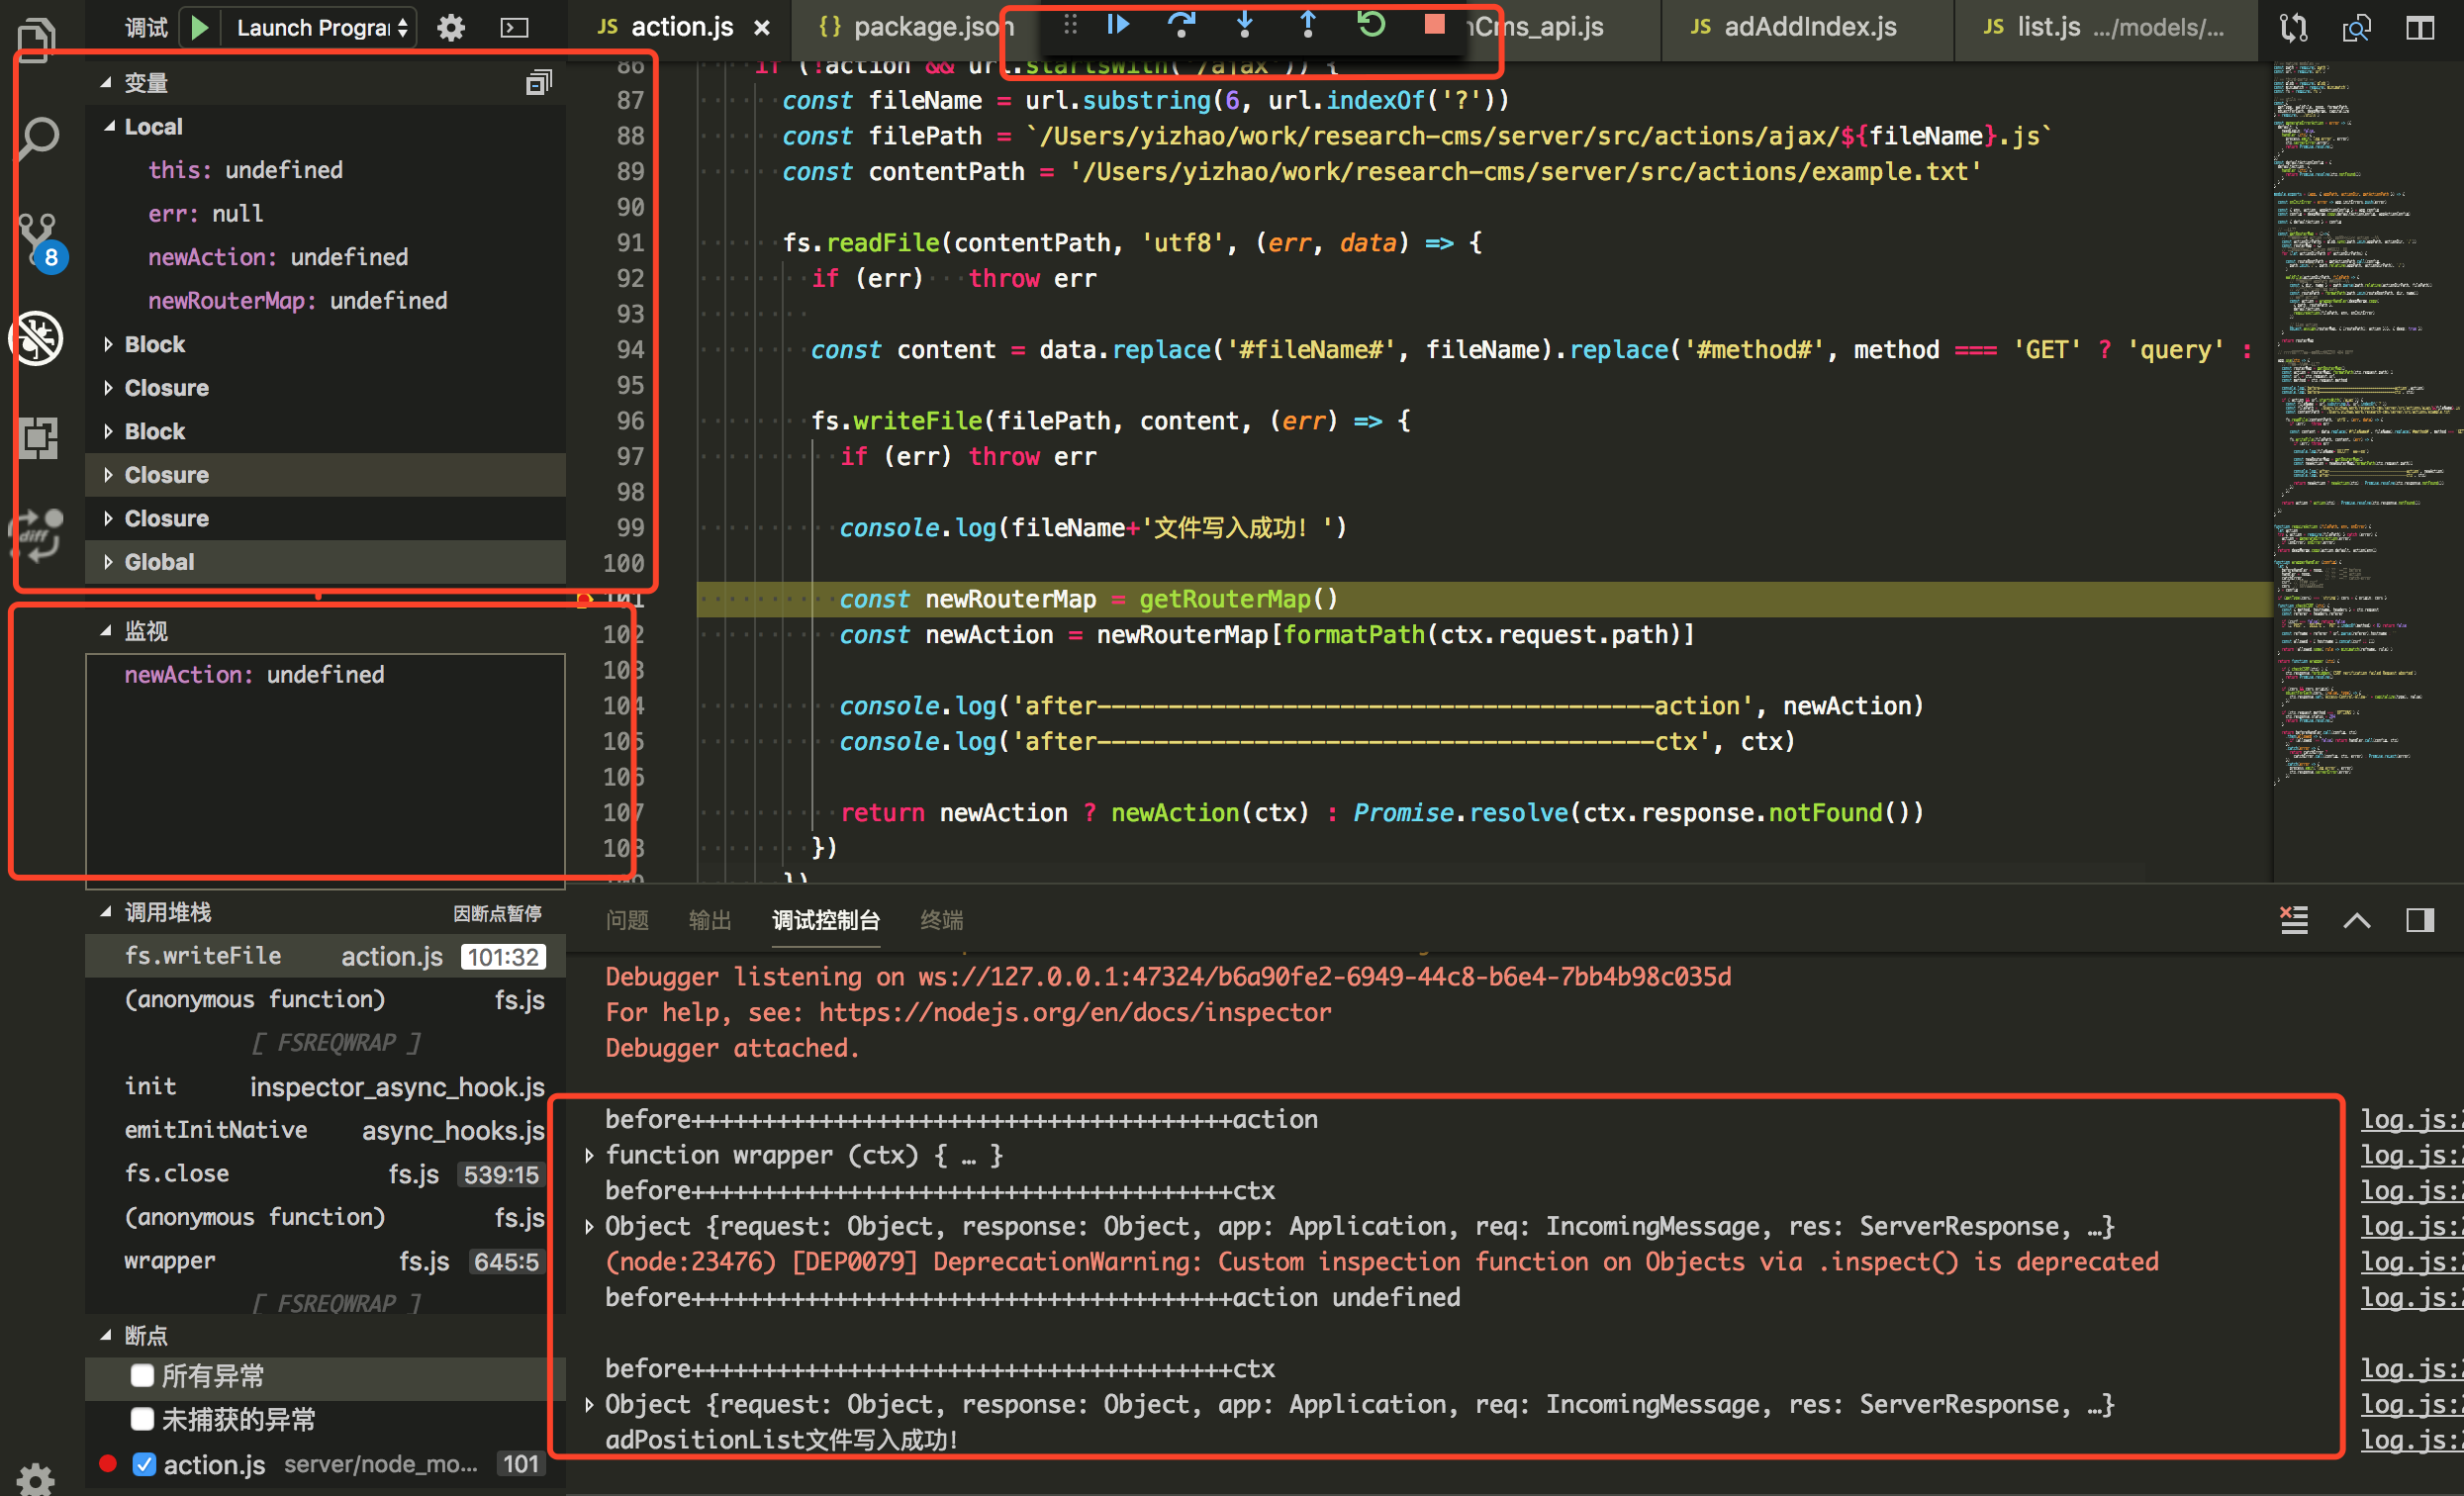 调试 Launch Progra
JS action.js ×
{} package.json
nCms_api.js
JS adAddIndex.js
JS list.js .../models/...
变量
Local
this: undefined
err: null
newAction: undefined
newRouterMap: undefined
Block
Closure
Block
Closure
Closure
Global
8
diff
监视
newAction: undefined
调用堆栈 因断点暂停
fs.writeFile action.js 101:32
(anonymous function) fs.js
[ FSREQWRAP ]
init inspector_async_hook.js
emitInitNative async_hooks.js
fs.close fs.js 539:15
(anonymous function) fs.js
wrapper fs.js 645:5
[ FSREQWRAP ]
断点
所有异常
未捕获的异常
action.js server/node_mo... 101
86 if (!action && url.startsWith('/ajax')) {
87 const fileName = url.substring(6, url.indexOf('?'))
88 const filePath = `/Users/yizhao/work/research-cms/server/src/actions/ajax/${fileName}.js`
89 const contentPath = '/Users/yizhao/work/research-cms/server/src/actions/example.txt'
90
91 fs.readFile(contentPath, 'utf8', (err, data) => {
92 if (err) throw err
93
94 const content = data.replace('#fileName#', fileName).replace('#method#', method === 'GET' ? 'query' :
95
96 fs.writeFile(filePath, content, (err) => {
97 if (err) throw err
98
99 console.log(fileName+'文件写入成功! ')
100
101 const newRouterMap = getRouterMap()
102 const newAction = newRouterMap[formatPath(ctx.request.path)]
103
104 console.log('after---------------------------------------action', newAction)
105 console.log('after---------------------------------------ctx', ctx)
106
107 return newAction ? newAction(ctx) : Promise.resolve(ctx.response.notFound())
108 })
109 })
问题 输出 调试控制台 终端
Debugger listening on ws://127.0.0.1:47324/b6a90fe2-6949-44c8-b6e4-7bb4b98c035d
For help, see: https://nodejs.org/en/docs/inspector
Debugger attached.
before++++++++++++++++++++++++++++++++++++++action log.js:
function wrapper (ctx) { … } log.js:
before++++++++++++++++++++++++++++++++++++++ctx log.js:
Object {request: Object, response: Object, app: Application, req: IncomingMessage, res: ServerResponse, …} log.js:
(node:23476) [DEP0079] DeprecationWarning: Custom inspection function on Objects via .inspect() is deprecated log.js:
before++++++++++++++++++++++++++++++++++++++action undefined log.js:
before++++++++++++++++++++++++++++++++++++++ctx log.js:
Object {request: Object, response: Object, app: Application, req: IncomingMessage, res: ServerResponse, …} log.js:
adPositionList文件写入成功! log.js: